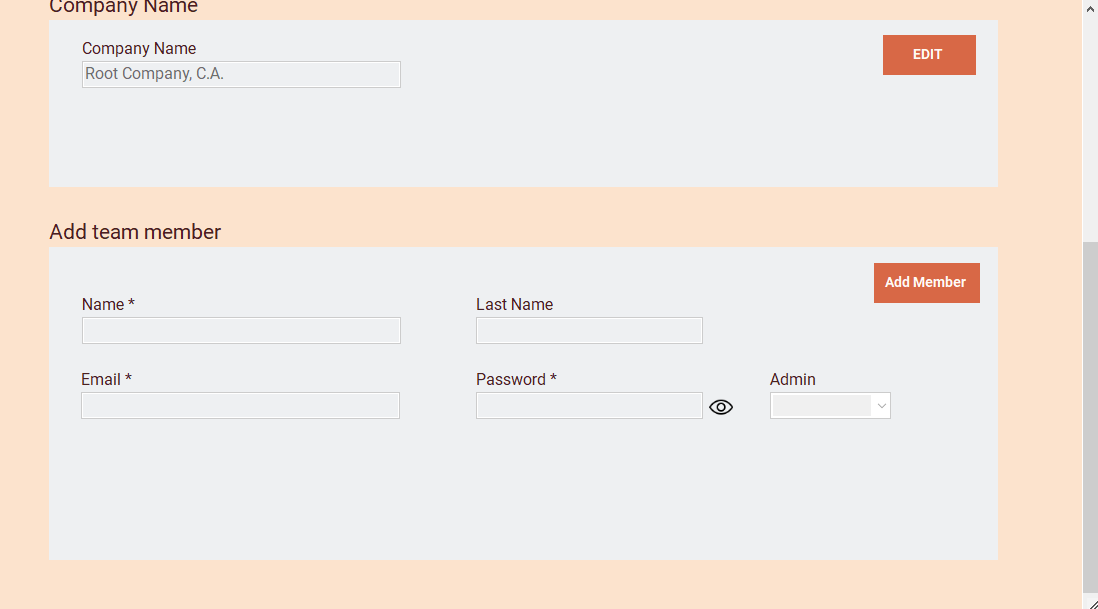 Company Name
Company Name
EDIT
Root Company, C.A.
Add team member
Add Member
Name *
Last Name
Email *
Password *
Admin